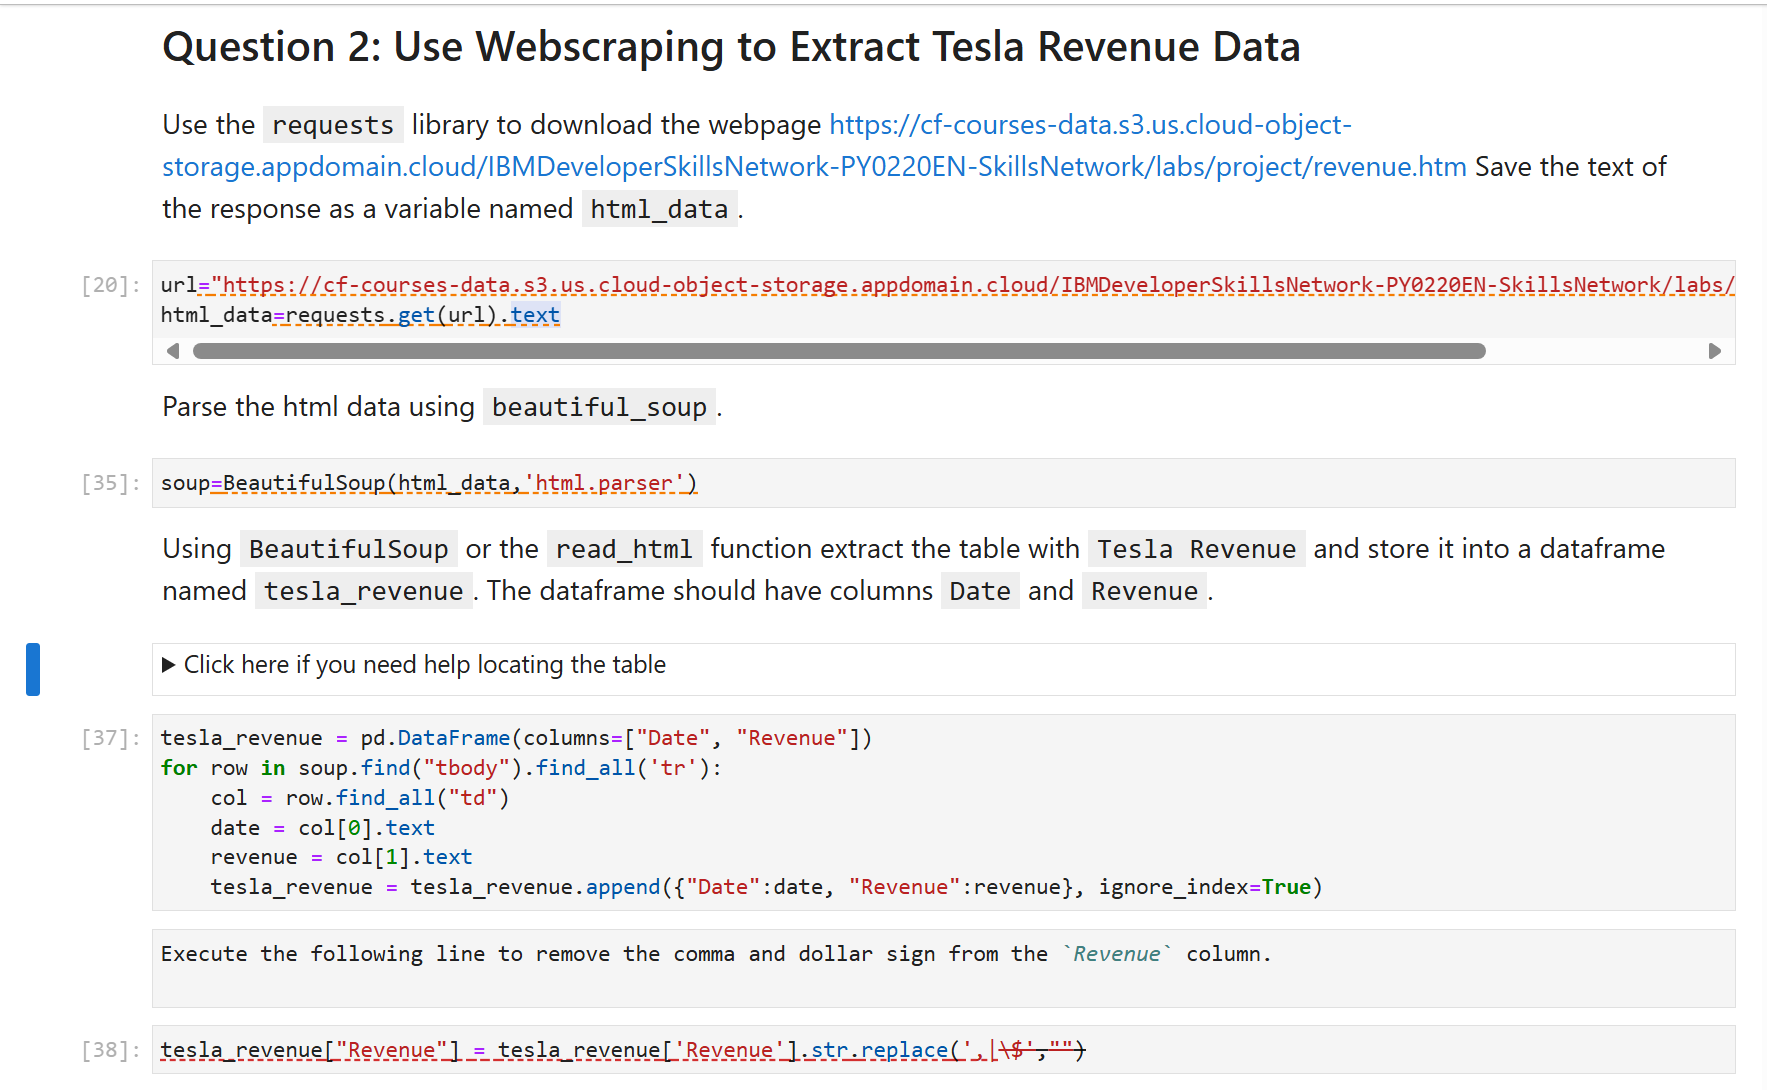 Question 2: Use Webscraping to Extract Tesla Revenue Data
Use the requests library to download the webpage https://cf-courses-data.s3.us.cloud-object-
storage.appdomain.cloud/IBMDeveloperSkillsNetwork-PY0220EN-SkillsNetwork/labs/project/revenue.htm Save the text of
the response as a variable named html_data.
[20]: url="https://cf-courses-data.s3.us.cloud-object-storage.appdomain.cloud/IBMDeveloperSkillsNetwork-PY0220EN-SkillsNetwork/labs/
html_data=requests.get(url).text
Parse the html data using beautiful_soup.
[35]: soup=BeautifulSoup(html_data,'html.parser')
Using BeautifulSoup or the read_html function extract the table with Tesla Revenue and store it into a dataframe
named tesla_revenue. The dataframe should have columns Date and Revenue.
▶ Click here if you need help locating the table
[37]: tesla_revenue = pd.DataFrame(columns=["Date", "Revenue"])
for row in soup.find("tbody").find_all('tr'):
    col = row.find_all("td")
    date = col[0].text
    revenue = col[1].text
    tesla_revenue = tesla_revenue.append({"Date":date, "Revenue":revenue}, ignore_index=True)
Execute the following line to remove the comma and dollar sign from the `Revenue` column.
[38]: tesla_revenue["Revenue"] = tesla_revenue['Revenue'].str.replace(',|\$',"")